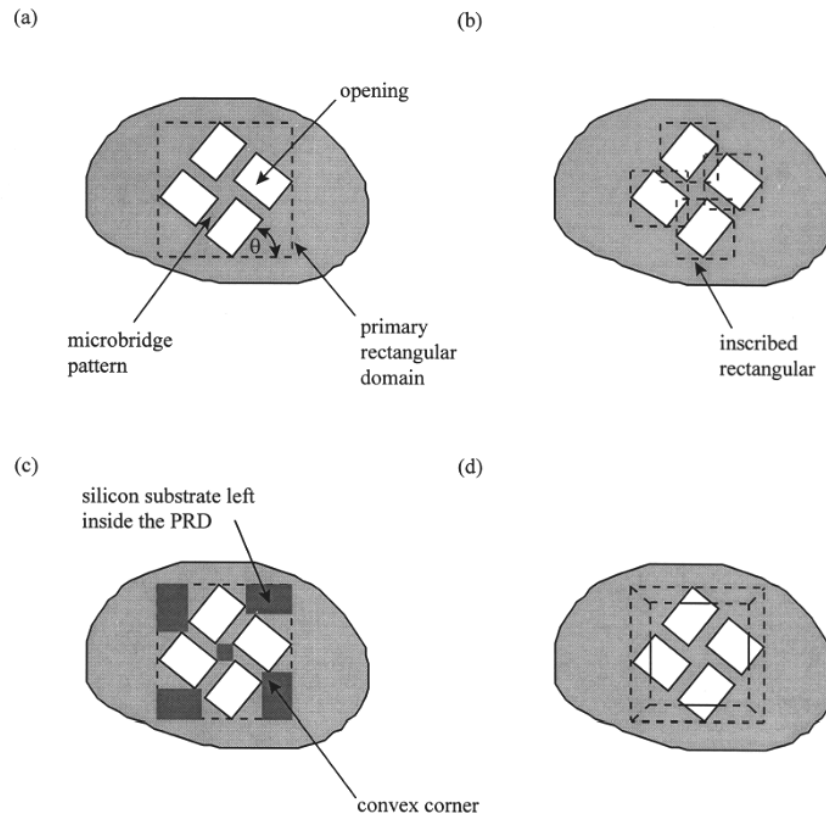 (a)
opening
θ
microbridge
pattern
primary
rectangular
domain
(b)
inscribed
rectangular
(c)
silicon substrate left
inside the PRD
convex corner
(d)